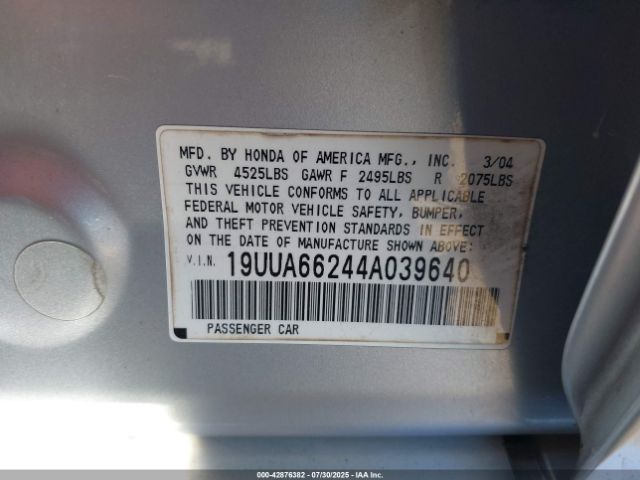 MFD. BY HONDA OF AMERICA MFG., INC. 3/04
GVWR 4525LBS GAWR F 2495LBS R 2075LBS
THIS VEHICLE CONFORMS TO ALL APPLICABLE
FEDERAL MOTOR VEHICLE SAFETY, BUMPER,
AND THEFT PREVENTION STANDARDS IN EFFECT
ON THE DATE OF MANUFACTURE SHOWN ABOVE:
V.I.N. 19UUA66244A039640
PASSENGER CAR
000-42876382 | 07/30/2025 | IAA Inc.